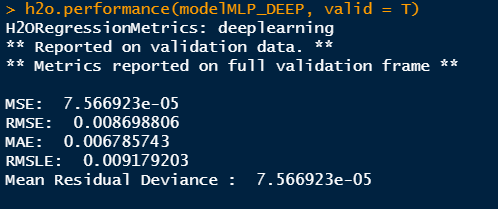 > h2o.performance(modelMLP_DEEP, valid = T)
H2ORegressionMetrics: deeplearning
** Reported on validation data. **
** Metrics reported on full validation frame **
MSE:  7.566923e-05
RMSE:  0.008698806
MAE:  0.006785743
RMSLE:  0.009179203
Mean Residual Deviance :  7.566923e-05